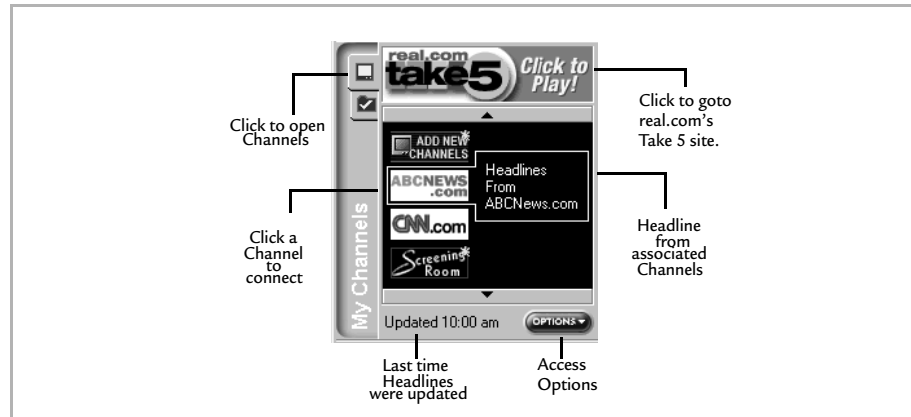 real.com
take5
Click to
Play!
Click to open
Channels
Click to goto
real.com's
Take 5 site.
ADD NEW
CHANNELS
ABCNEWS
.com
Headlines
From
ABCNews.com
CNN.com
Screening
Room
My Channels
Click a
Channel
to
connect
Headline
from
associated
Channels
Updated 10:00 am
OPTIONS
Last time
Headlines
were updated
Access
Options